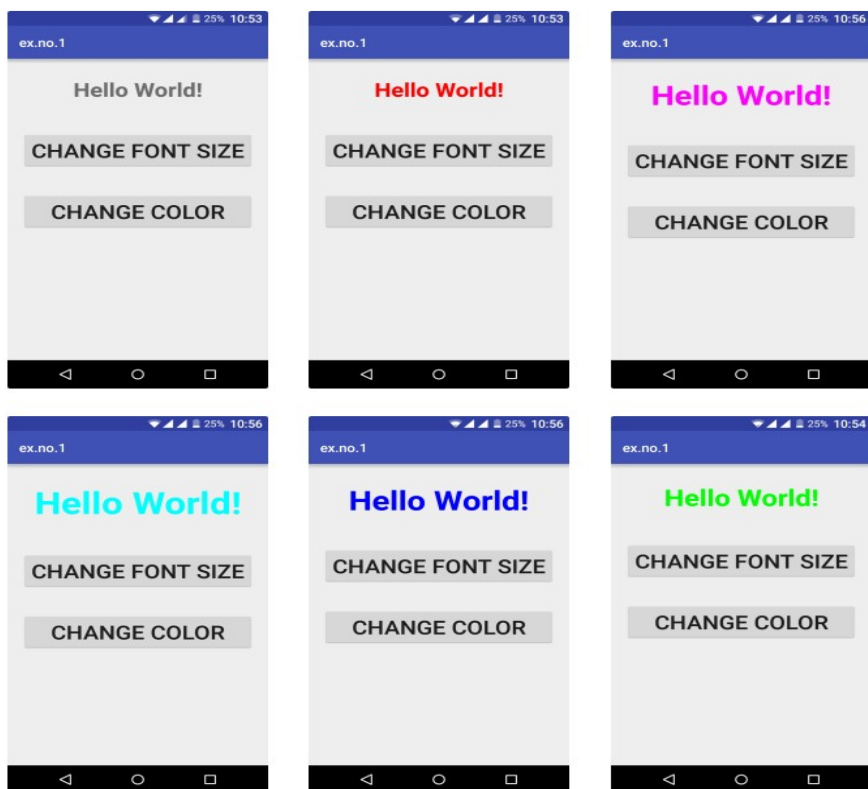 25% 10:53
ex.no.1
Hello World!
CHANGE FONT SIZE
CHANGE COLOR
25% 10:53
ex.no.1
Hello World!
CHANGE FONT SIZE
CHANGE COLOR
25% 10:56
ex.no.1
Hello World!
CHANGE FONT SIZE
CHANGE COLOR
25% 10:56
ex.no.1
Hello World!
CHANGE FONT SIZE
CHANGE COLOR
25% 10:56
ex.no.1
Hello World!
CHANGE FONT SIZE
CHANGE COLOR
25% 10:54
ex.no.1
Hello World!
CHANGE FONT SIZE
CHANGE COLOR